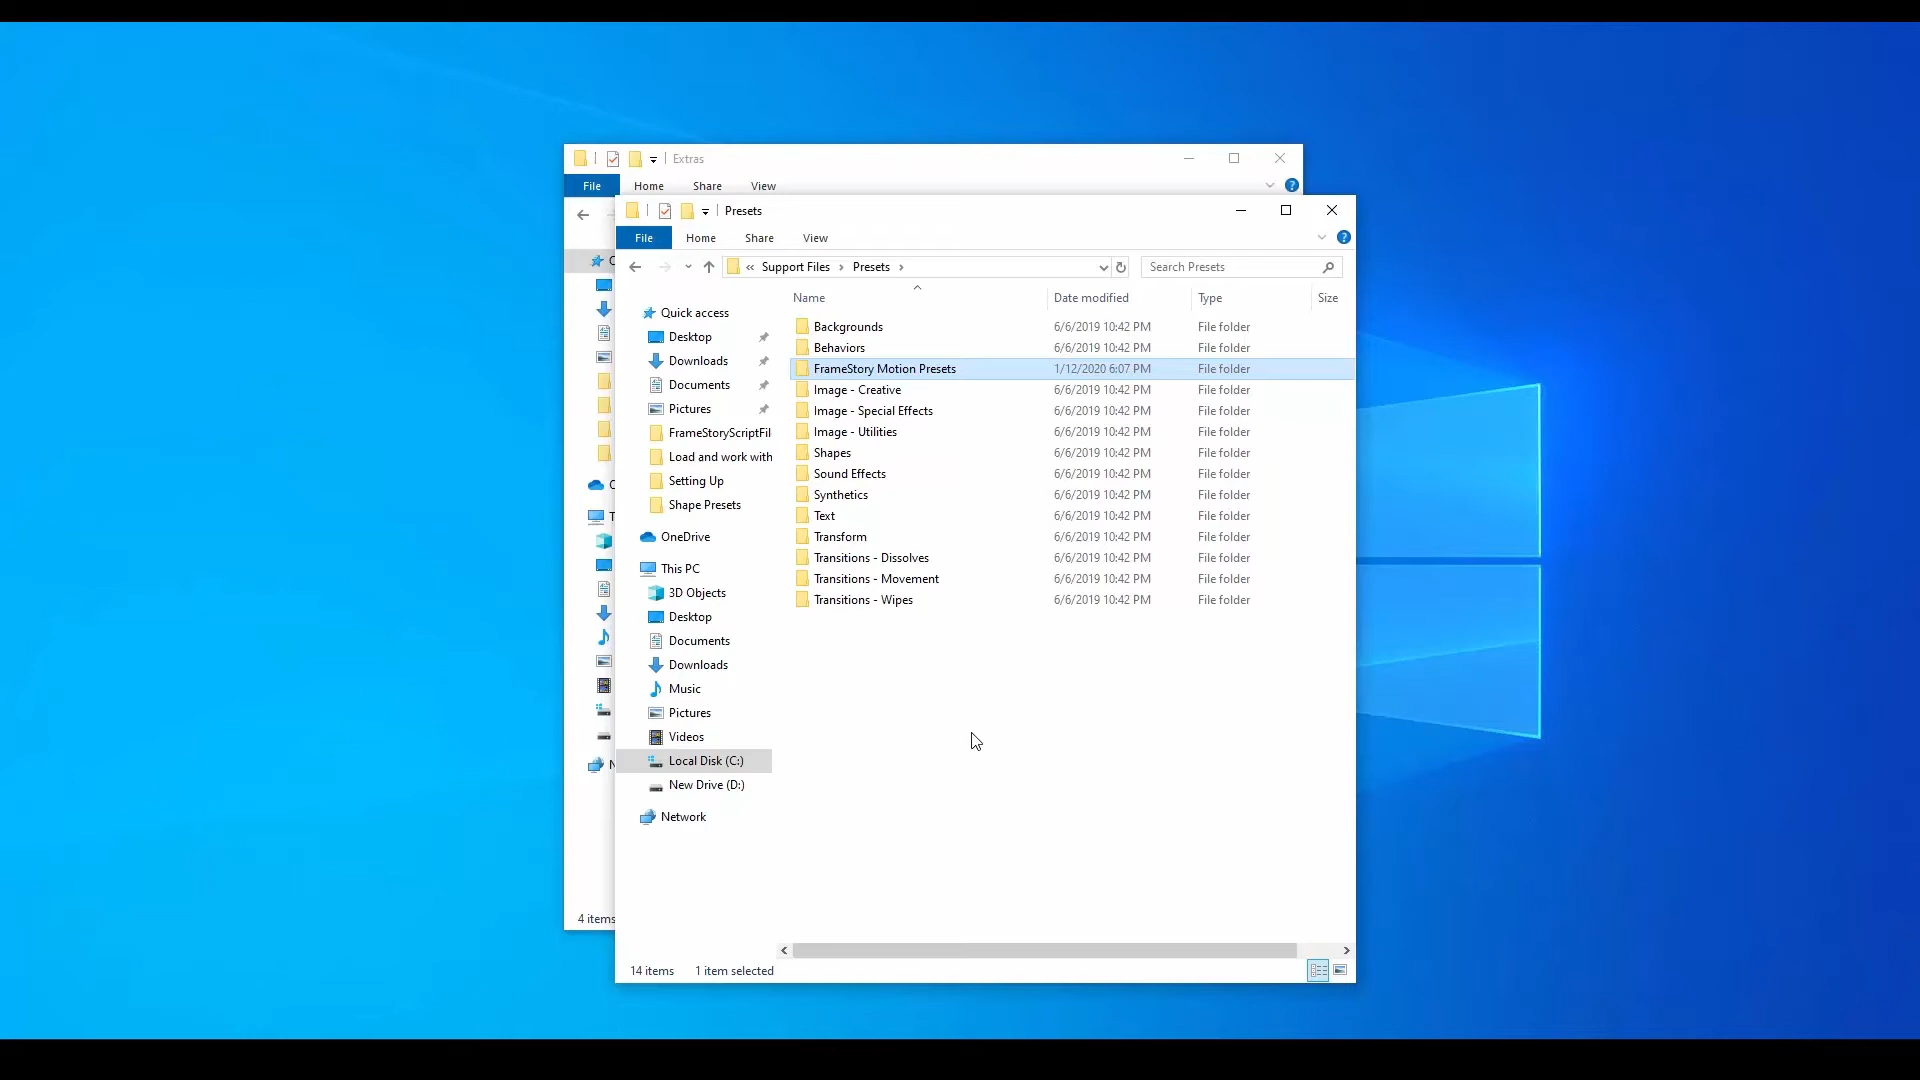 Extras
File Home Share View
Presets
File Home Share View
« Support Files › Presets ›
Search Presets
Name Date modified Type Size
Quick access
Desktop
Downloads
Documents
Pictures
FrameStoryScriptFil
Load and work with
Setting Up
Shape Presets
OneDrive
This PC
3D Objects
Desktop
Documents
Downloads
Music
Pictures
Videos
Local Disk (C:)
New Drive (D:)
Network
Backgrounds 6/6/2019 10:42 PM File folder
Behaviors 6/6/2019 10:42 PM File folder
FrameStory Motion Presets 1/12/2020 6:07 PM File folder
Image - Creative 6/6/2019 10:42 PM File folder
Image - Special Effects 6/6/2019 10:42 PM File folder
Image - Utilities 6/6/2019 10:42 PM File folder
Shapes 6/6/2019 10:42 PM File folder
Sound Effects 6/6/2019 10:42 PM File folder
Synthetics 6/6/2019 10:42 PM File folder
Text 6/6/2019 10:42 PM File folder
Transform 6/6/2019 10:42 PM File folder
Transitions - Dissolves 6/6/2019 10:42 PM File folder
Transitions - Movement 6/6/2019 10:42 PM File folder
Transitions - Wipes 6/6/2019 10:42 PM File folder
4 items
14 items 1 item selected